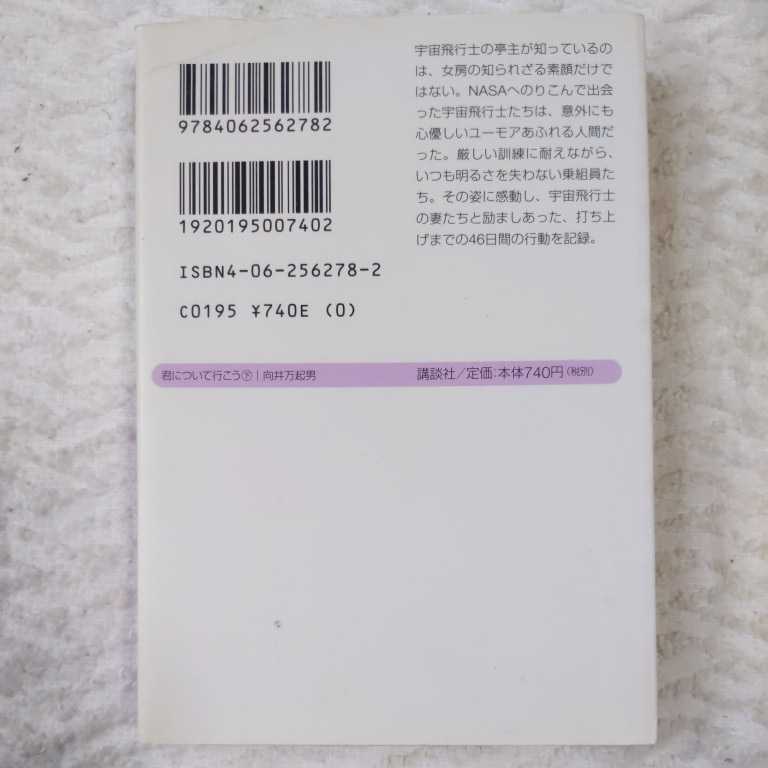 9784062562782
1920195007402
ISBN4-06-256278-2
C0195 ¥740E (0)
宇宙飛行士の亭主が知っているの
は、女房の知られざる素顔だけで
はない。NASAへのりこんで出会
った宇宙飛行士たちは、意外にも
心優しいユーモアあふれる人間だ
った。厳しい訓練に耐えながら、
いつも明るさを失わない乗組員た
ち。その姿に感動し、宇宙飛行士
の妻たちと励ましあった、打ち上
げまでの46日間の行動を記録。
君について行こう㊦|向井万起男
講談社/定価:本体740円(税別)